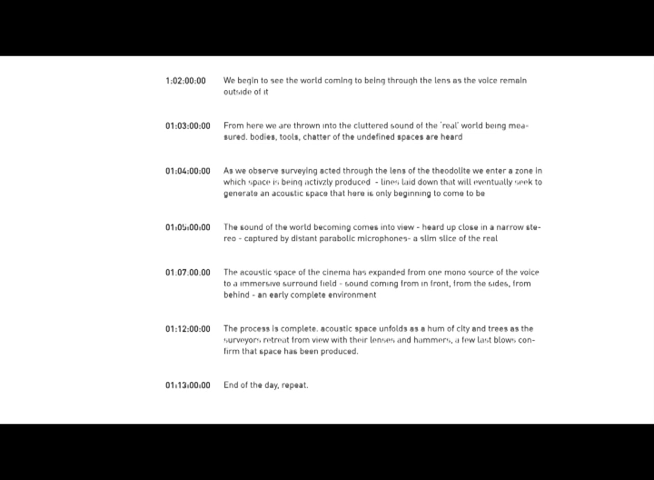 1:02:00:00 We begin to see the world coming to being through the lens as the voice remain
outside of it
01:03:00:00 From here we are thrown into the cluttered sound of the 'real' world being mea-
sured. bodies, tools, chatter of the undefined spaces are heard
01:04:00:00 As we observe surveying acted through the lens of the theodolite we enter a zone in
which space is being activzly produced - lines laid down that will eventually seek to
generate an acoustic space that here is only beginning to come to be
01:05:00:00 The sound of the world becoming comes into view - heard up close in a narrow ste-
reo - captured by distant parabolic microphones- a slim slice of the real
01:07.00.00 The acoustic space of the cinema has expanded from one mono source of the voice
to a immersive surround field - sound coming from in front, from the sides, from
behind - an early complete environment
01:12:00:00 The process is complete. acoustic space unfolds as a hum of city and trees as the
surveyors retreat from view with their lenses and hammers, a few last blows con-
firm that space has been produced.
01:13:00:00 End of the day, repeat.